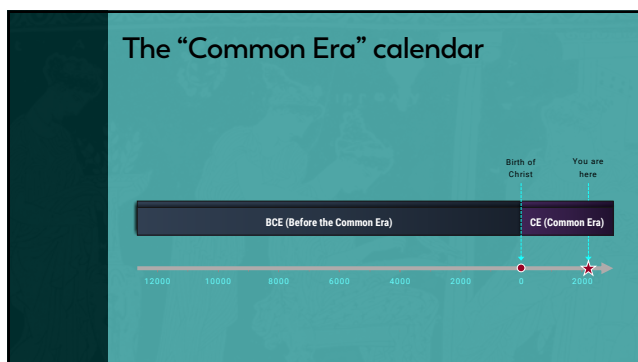 The “Common Era” calendar
Birth of
Christ
You are
here
BCE (Before the Common Era)
CE (Common Era)
12000 10000 8000 6000 4000 2000 0 2000